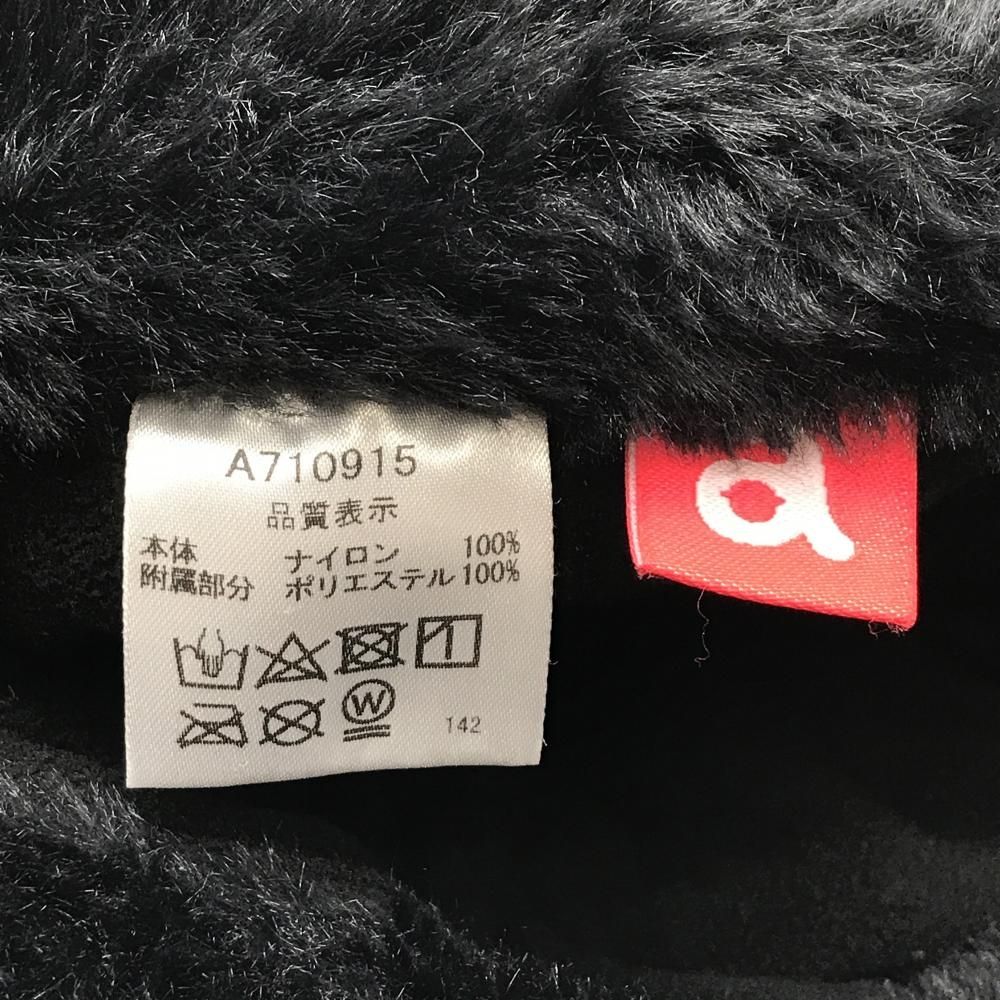 A710915
品質表示
本体 ナイロン 100%
附属部分 ポリエステル 100%
W
142
a